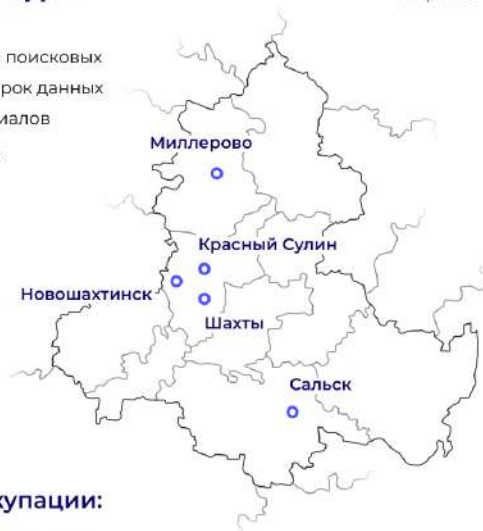 поисковых
рок данных
иалов
Миллерово
Красный Сулин
Новошахтинск
Шахты
Сальск
купации: